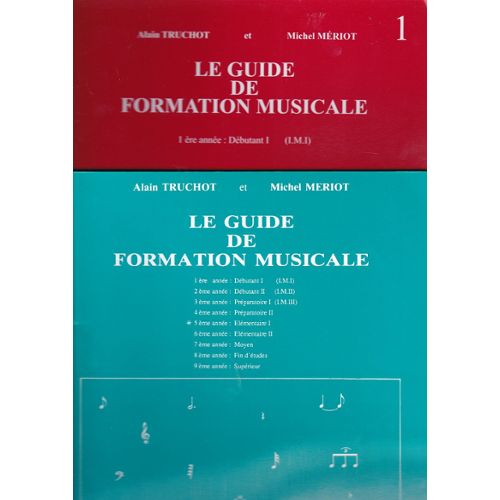 Alain TRUCHOT et Michel MÉRIOT 1
LE GUIDE
DE
FORMATION MUSICALE
1 ère année : Débutant I (I.M.I)
Alain TRUCHOT et Michel MERIOT
LE GUIDE
DE
FORMATION MUSICALE
1 ère année : Débutant I (I.M.I)
2 ème année : Débutant II (I.M.II)
3 ème année : Préparatoire I (I.M.III)
4 ème année : Préparatoire II
* 5 ème année : Elémentaire I
6 ème année : Elémentaire II
7 ème année : Moyen
8 ème année : Fin d'études
9 ème année : Supérieur